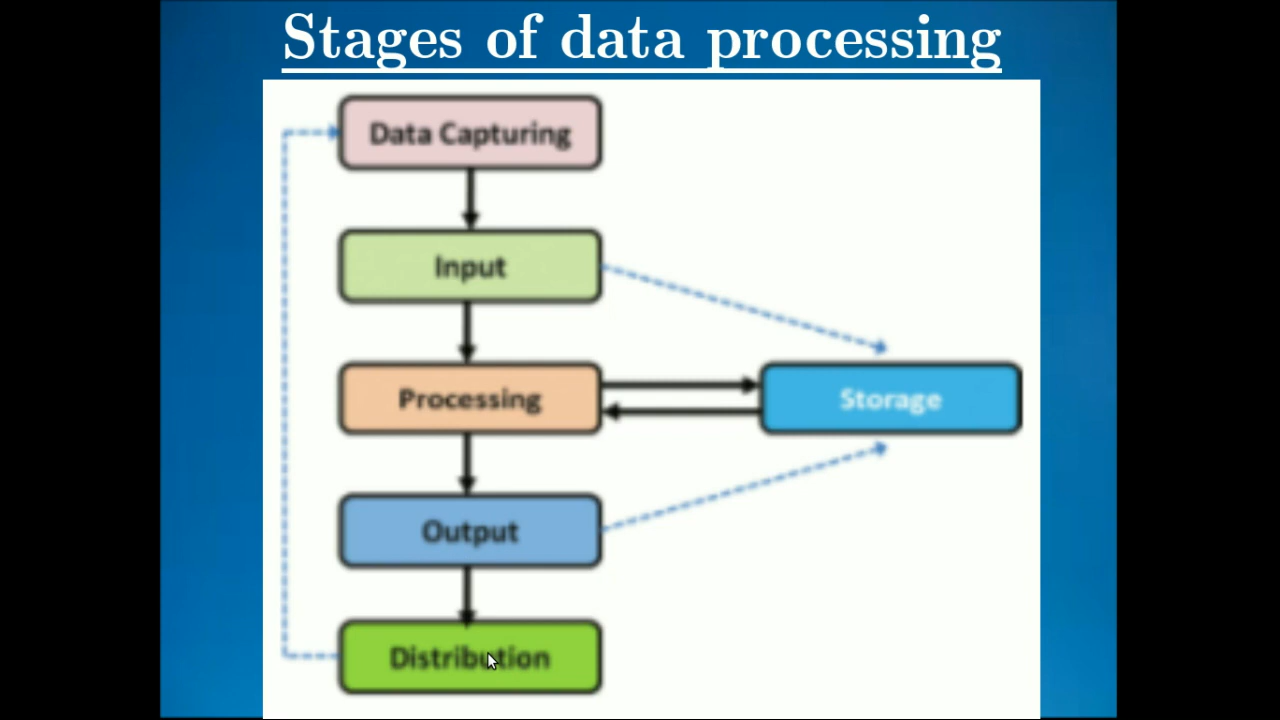 Stages of data processing
Data Capturing
Input
Processing
Storage
Output
Distribution